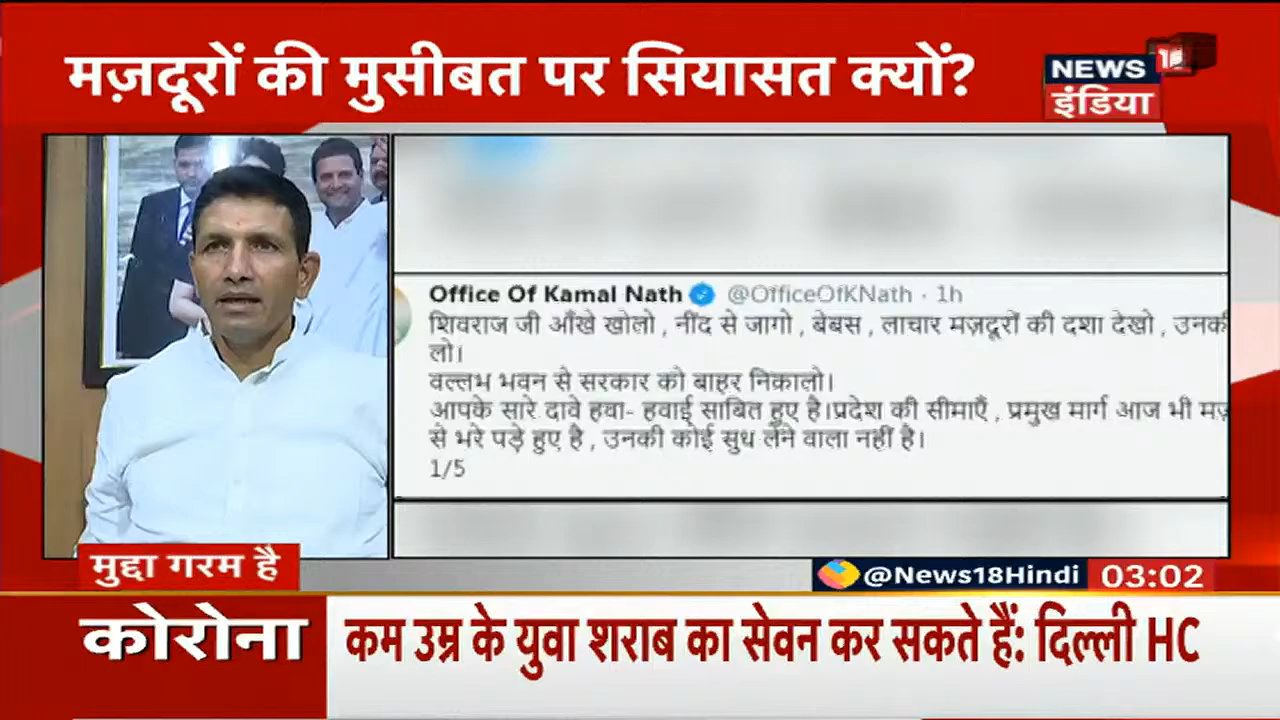 मज़दूरों की मुसीबत पर सियासत क्यों?
NEWS 18
इंडिया
Office Of Kamal Nath @OfficeOfKNath · 1h
शिवराज जी आँखे खोलो , नींद से जागो , बेबस , लाचार मज़दूरों की दशा देखो , उनकी
लो।
वल्लभ भवन से सरकार को बाहर निकालो।
आपके सारे दावे हवा- हवाई साबित हुए है।प्रदेश की सीमाएँ , प्रमुख मार्ग आज भी
से भरे पड़े हुए है , उनकी कोई सुध लेने वाला नहीं है।
1/5
मुद्दा गरम है
@News18Hindi 03:02
कोरोना
कम उम्र के युवा शराब का सेवन कर सकते हैं: दिल्ली HC